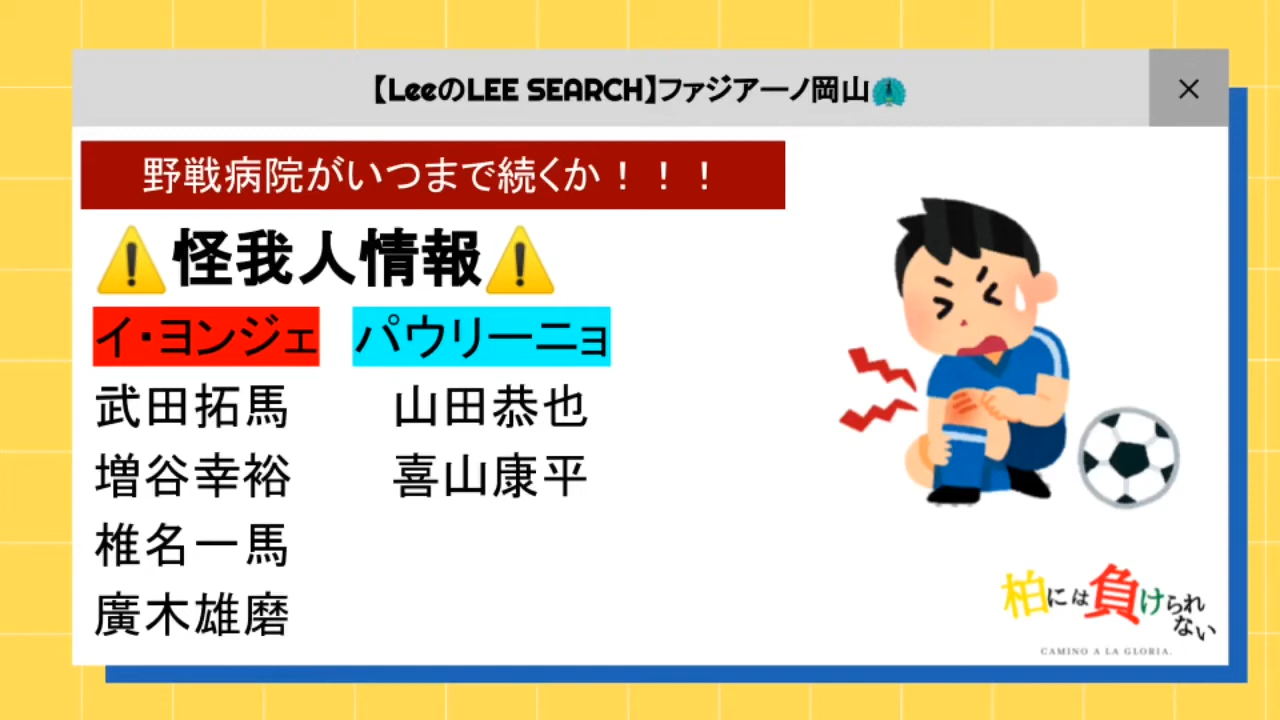 【LeeのLEE SEARCH】ファジアーノ岡山🦚
×
野戦病院がいつまで続くか！！！
⚠️怪我人情報⚠️
イ・ヨンジェ パウリーニョ
武田拓馬 山田恭也
増谷幸裕 喜山康平
椎名一馬
廣木雄磨
柏には負けられない
CAMINO A LA GLORIA.